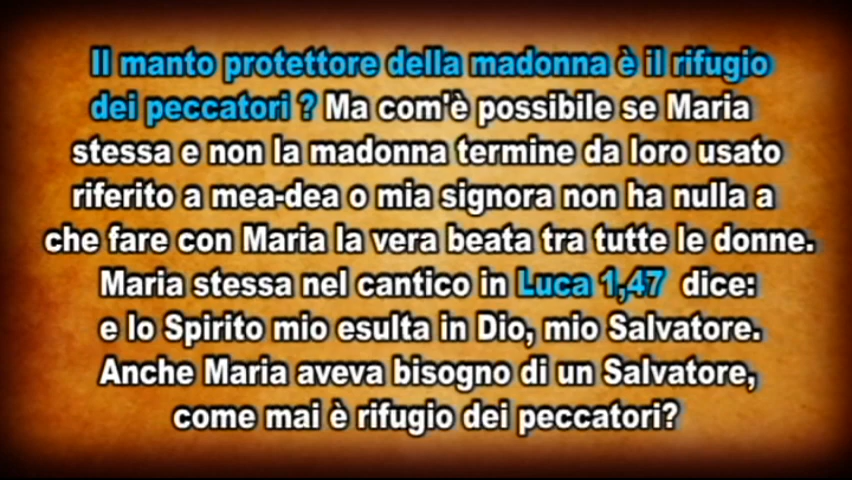 Il manto protettore della madonna è il rifugio
dei peccatori ? Ma com'è possibile se Maria
stessa e non la madonna termine da loro usato
riferito a mea-dea o mia signora non ha nulla a
che fare con Maria la vera beata tra tutte le donne.
Maria stessa nel cantico in Luca 1,47 dice:
e lo Spirito mio esulta in Dio, mio Salvatore.
Anche Maria aveva bisogno di un Salvatore,
come mai è rifugio dei peccatori?